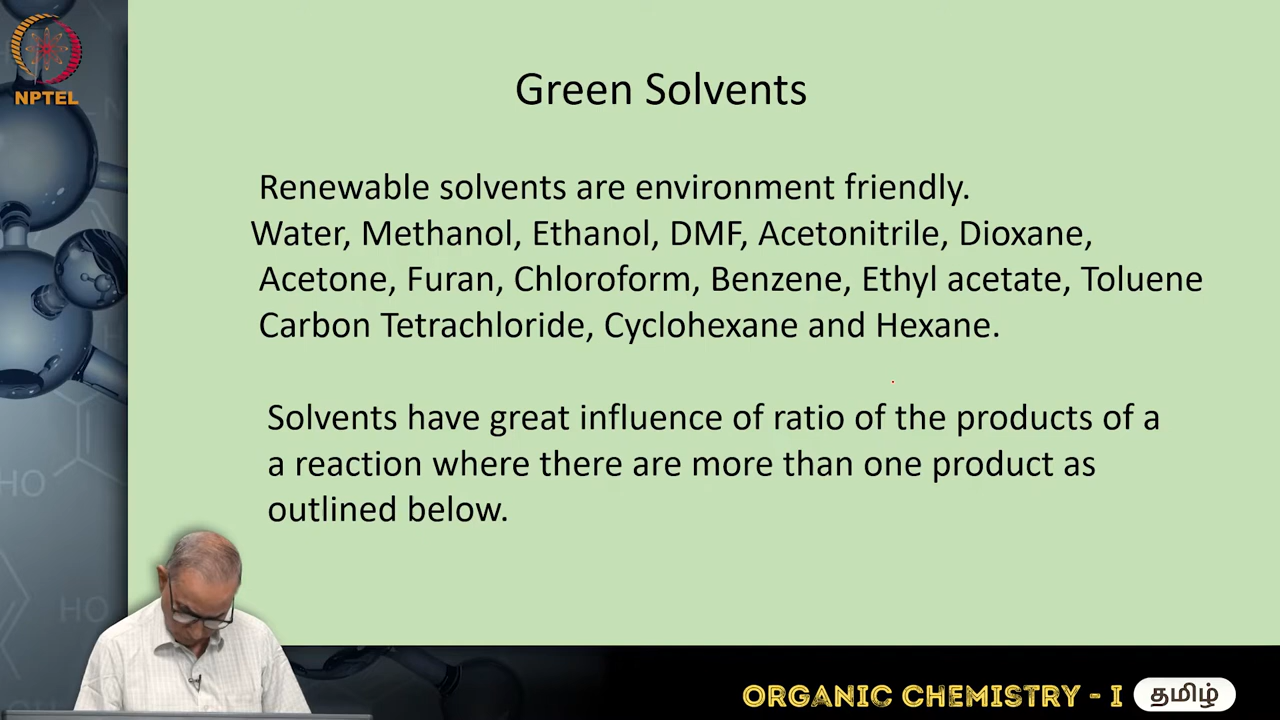 NPTEL
Green Solvents
Renewable solvents are environment friendly.
Water, Methanol, Ethanol, DMF, Acetonitrile, Dioxane,
Acetone, Furan, Chloroform, Benzene, Ethyl acetate, Toluene
Carbon Tetrachloride, Cyclohexane and Hexane.
Solvents have great influence of ratio of the products of a
a reaction where there are more than one product as
outlined below.
HO
HO
ORGANIC CHEMISTRY - I தமிழ்